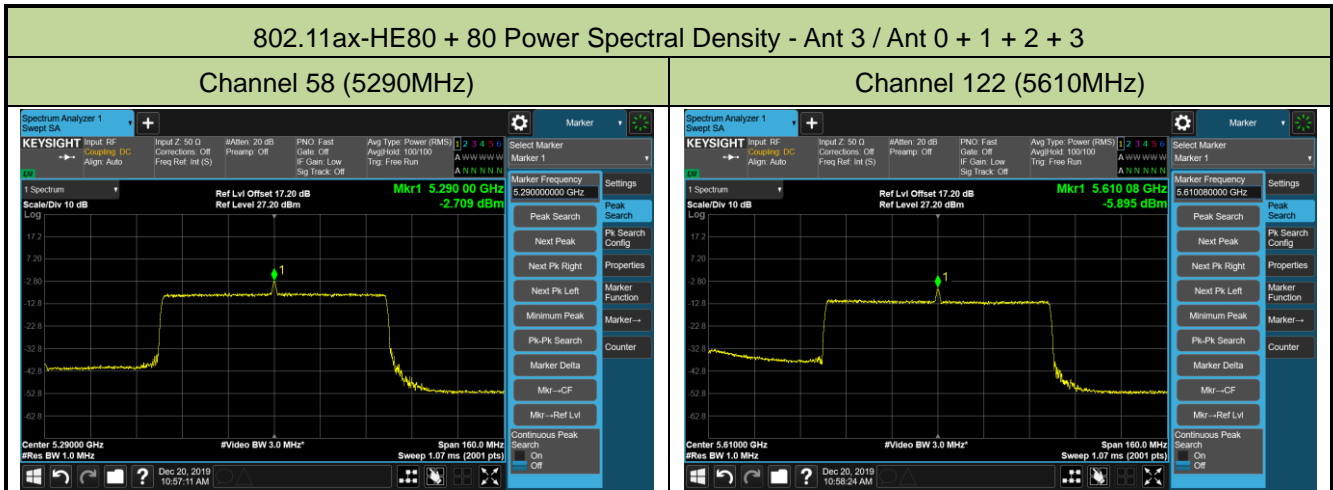 802.11ax-HE80 + 80 Power Spectral Density - Ant 3 / Ant 0 + 1 + 2 + 3
Channel 58 (5290MHz)
Channel 122 (5610MHz)
Spectrum Analyzer 1
Swept SA
+
Marker
KEYSIGHT
Input: RF
Coupling: DC
Align: Auto
Input Z: 50 Ω
Corrections: Off
Freq Ref: Int (S)
#Atten: 20 dB
Preamp: Off
PNO: Fast
Gate: Off
IF Gain: Low
Sig Track: Off
Avg Type: Power (RMS)
Avg|Hold: 100/100
Trig: Free Run
1 2 3 4 5 6
A W W W W W
A N N N N N
LM
1 Spectrum
Scale/Div 10 dB
Log
Ref Lvl Offset 17.20 dB
Ref Level 27.20 dBm
Mkr1 5.290 00 GHz
-2.709 dBm
17.2
7.20
-2.80
-12.8
-22.8
-32.8
-42.8
-52.8
-62.8
1
Center 5.29000 GHz
#Res BW 1.0 MHz
#Video BW 3.0 MHz*
Span 160.0 MHz
Sweep 1.07 ms (2001 pts)
Dec 20, 2019
10:57:11 AM
Select Marker
Marker 1
Marker Frequency
5.290000000 GHz
Peak Search
Next Peak
Next Pk Right
Next Pk Left
Minimum Peak
Pk-Pk Search
Marker Delta
Mkr→CF
Mkr→Ref Lvl
Continuous Peak
Search
On
Off
Settings
Peak
Search
Pk Search
Config
Properties
Marker
Function
Marker→
Counter
Spectrum Analyzer 1
Swept SA
+
Marker
KEYSIGHT
Input: RF
Coupling: DC
Align: Auto
Input Z: 50 Ω
Corrections: Off
Freq Ref: Int (S)
#Atten: 20 dB
Preamp: Off
PNO: Fast
Gate: Off
IF Gain: Low
Sig Track: Off
Avg Type: Power (RMS)
Avg|Hold: 100/100
Trig: Free Run
1 2 3 4 5 6
A W W W W W
A N N N N N
LM
1 Spectrum
Scale/Div 10 dB
Log
Ref Lvl Offset 17.20 dB
Ref Level 27.20 dBm
Mkr1 5.610 08 GHz
-5.895 dBm
17.2
7.20
-2.80
-12.8
-22.8
-32.8
-42.8
-52.8
-62.8
1
Center 5.61000 GHz
#Res BW 1.0 MHz
#Video BW 3.0 MHz*
Span 160.0 MHz
Sweep 1.07 ms (2001 pts)
Dec 20, 2019
10:58:24 AM
Select Marker
Marker 1
Marker Frequency
5.610080000 GHz
Peak Search
Next Peak
Next Pk Right
Next Pk Left
Minimum Peak
Pk-Pk Search
Marker Delta
Mkr→CF
Mkr→Ref Lvl
Continuous Peak
Search
On
Off
Settings
Peak
Search
Pk Search
Config
Properties
Marker
Function
Marker→
Counter